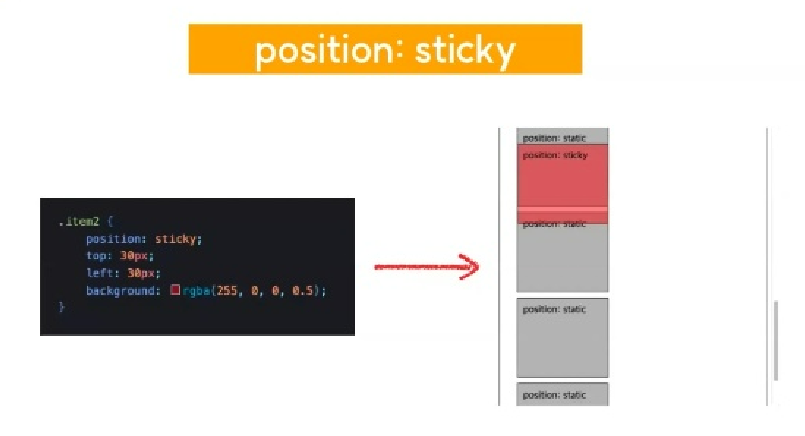 position: sticky
.item2 {
position: sticky;
top: 30px;
left: 30px;
background: rgba(255, 0, 0, 0.5);
}
position: static
position: sticky
position: static
position: static
position: static